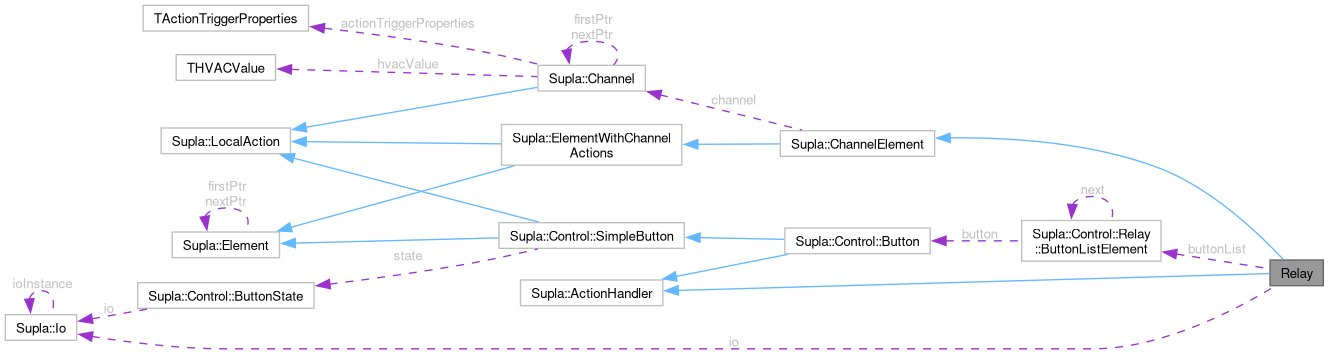 TActionTriggerProperties
actionTriggerProperties
firstPtr
nextPtr
THVACValue
hvacValue
Supla::Channel
channel
Supla::LocalAction
Supla::ElementWithChannel
Actions
Supla::ChannelElement
firstPtr
nextPtr
Supla::Element
Supla::Control::SimpleButton
Supla::Control::Button
button
next
Supla::Control::Relay
::ButtonListElement
buttonList
Relay
state
ioInstance
Supla::Control::ButtonState
Supla::ActionHandler
io
Supla::Io
io